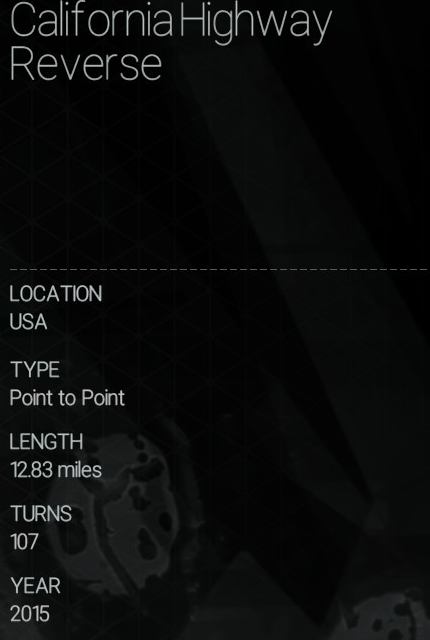 California Highway
Reverse
LOCATION
USA
TYPE
Point to Point
LENGTH
12.83 miles
TURNS
107
YEAR
2015